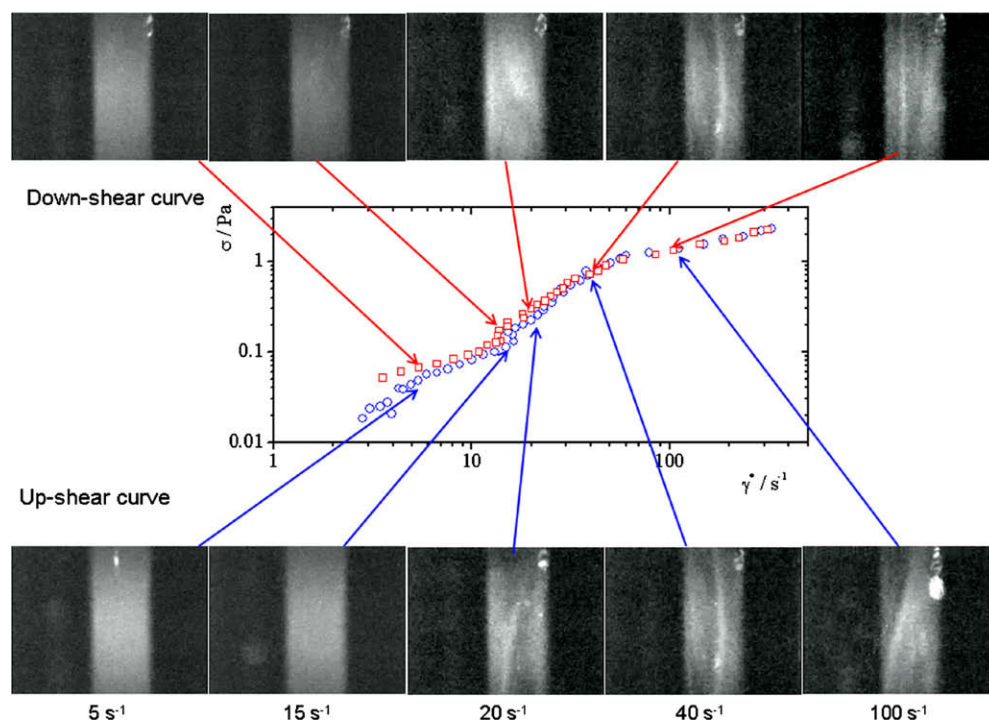 Down-shear curve
σ / Pa
1
0.1
0.01
1
10
100
γ̇ / s⁻¹
Up-shear curve
5 s⁻¹
15 s⁻¹
20 s⁻¹
40 s⁻¹
100 s⁻¹